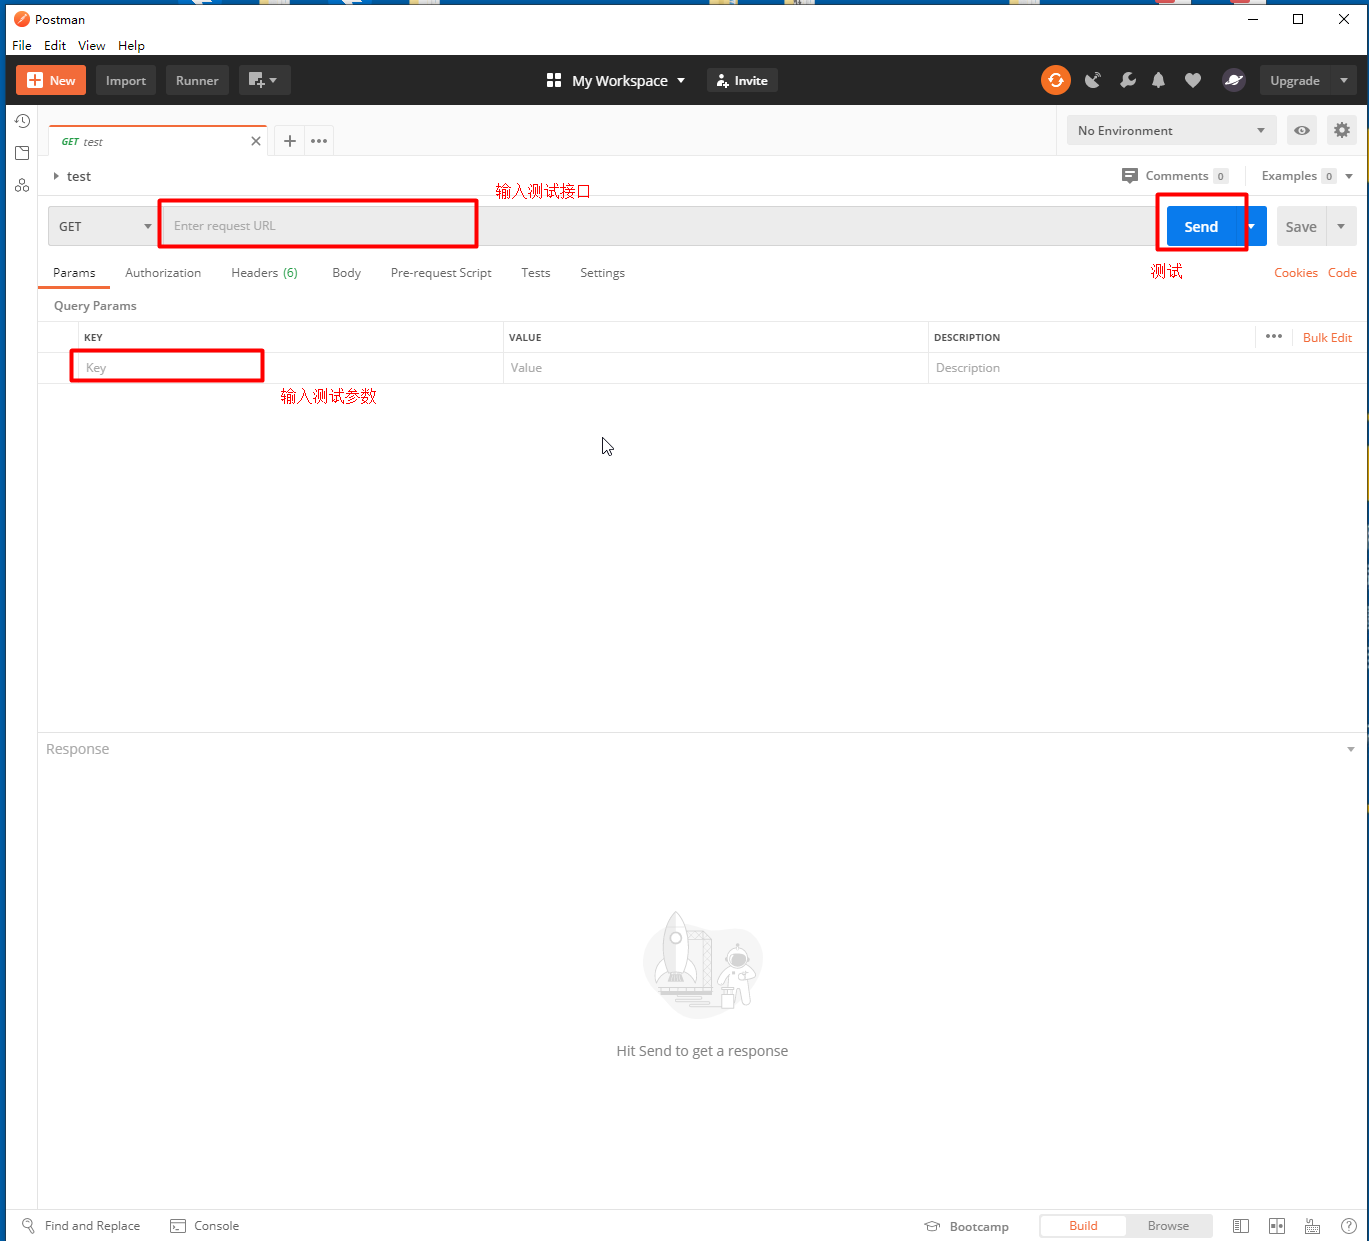 Postman
File Edit View Help
New Import Runner My Workspace Invite Upgrade
GET test No Environment
test Comments 0 Examples 0
输入测试接口
GET Enter request URL Send Save
测试
Params Authorization Headers (6) Body Pre-request Script Tests Settings Cookies Code
Query Params
KEY VALUE DESCRIPTION Bulk Edit
Key Value Description
输入测试参数
Response
Hit Send to get a response
Find and Replace Console Bootcamp Build Browse